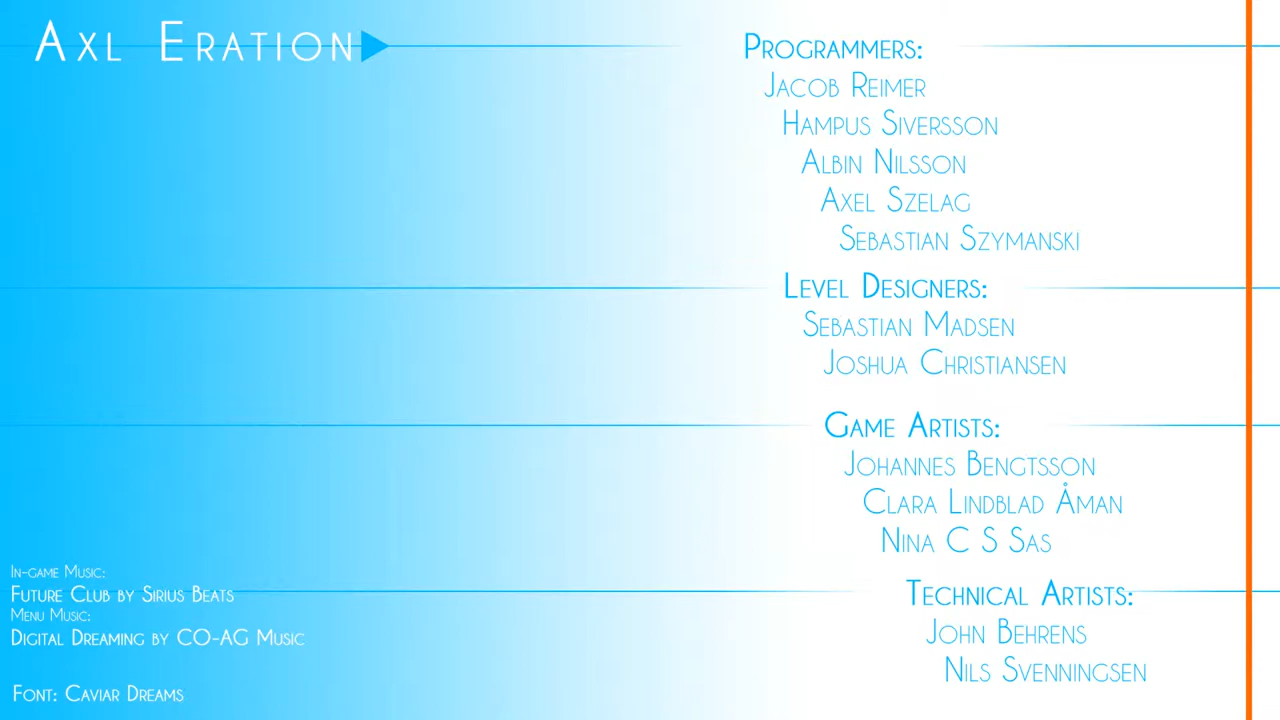 Axl Eration
Programmers:
Jacob Reimer
Hampus Siversson
Albin Nilsson
Axel Szelag
Sebastian Szymanski
Level Designers:
Sebastian Madsen
Joshua Christiansen
Game Artists:
Johannes Bengtsson
Clara Lindblad Åman
Nina C S Sas
Technical Artists:
John Behrens
Nils Svenningsen
In-game Music:
Future Club by Sirius Beats
Menu Music:
Digital Dreaming by CO-AG Music
Font: Caviar Dreams